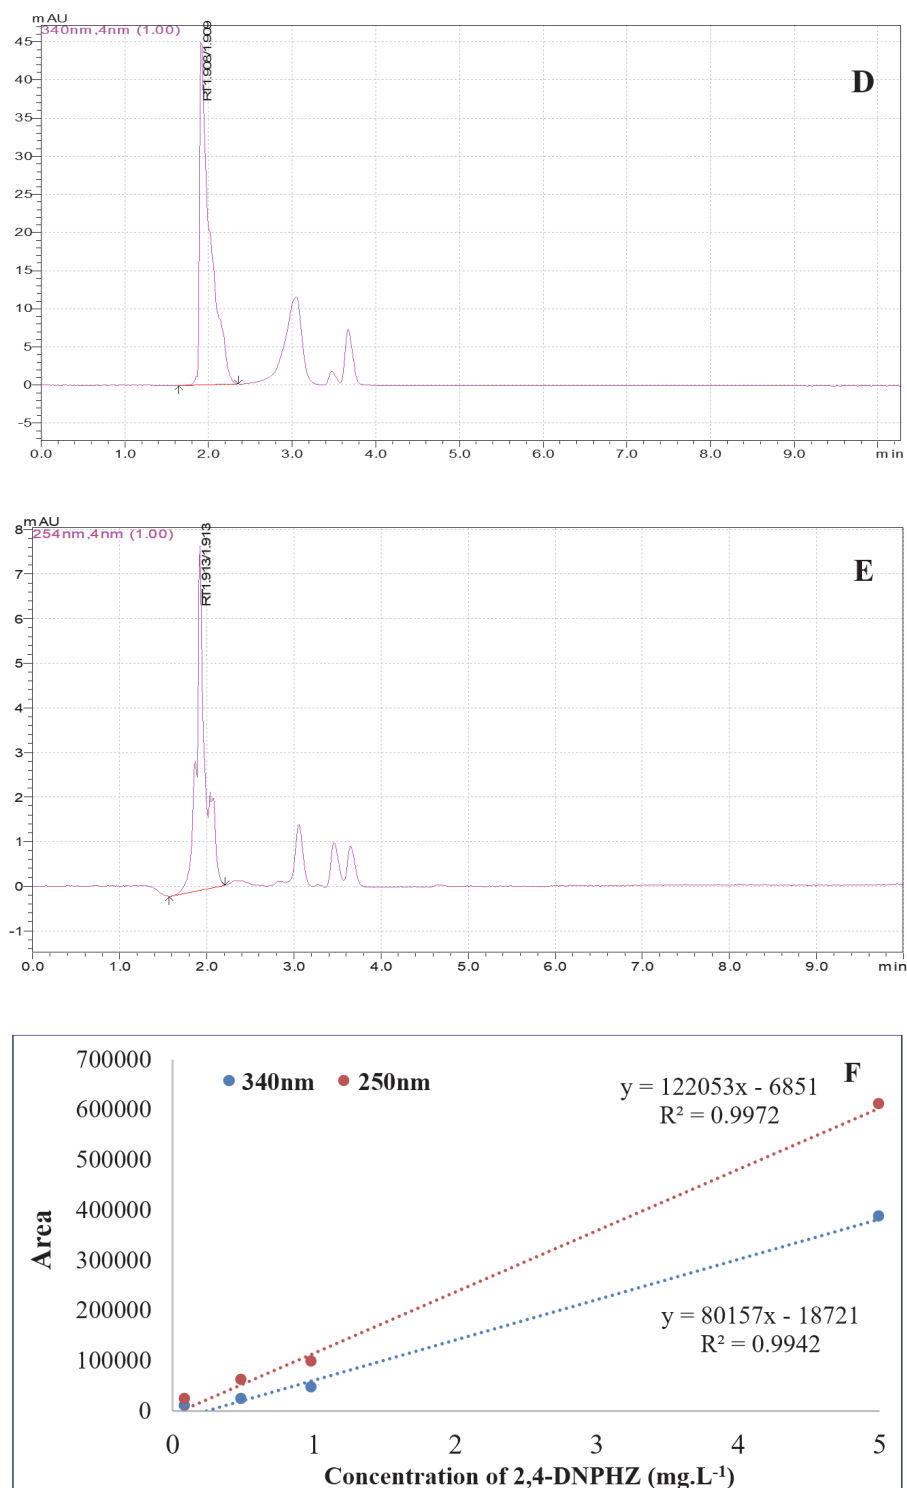 mAU
340nm,4nm (1.00)
RT1.908/1.909
D
45
40
35
30
25
20
15
10
5
0
-5
0.0 1.0 2.0 3.0 4.0 5.0 6.0 7.0 8.0 9.0 min
mAU
254nm,4nm (1.00)
RT1.913/1.913
E
8
7
6
5
4
3
2
1
0
-1
0.0 1.0 2.0 3.0 4.0 5.0 6.0 7.0 8.0 9.0 min
F
340nm 250nm
y = 122053x - 6851
R² = 0.9972
y = 80157x - 18721
R² = 0.9942
Area
700000
600000
500000
400000
300000
200000
100000
0
0 1 2 3 4 5
Concentration of 2,4-DNPHZ (mg.L⁻¹)